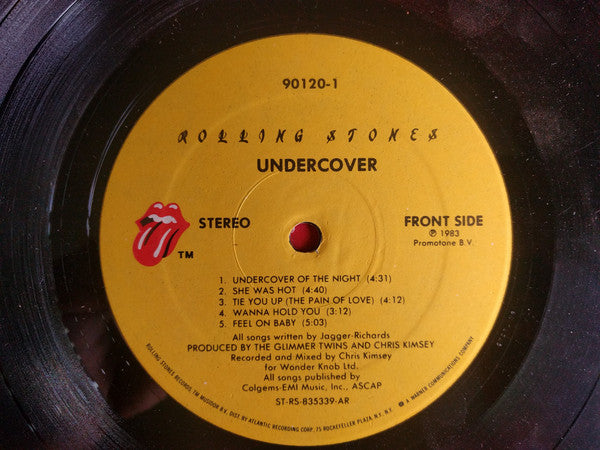 90120-1
ROLLING STONES
UNDERCOVER
STEREO
TM
FRONT SIDE
℗ 1983
Promotone B.V.
1. UNDERCOVER OF THE NIGHT (4:31)
2. SHE WAS HOT (4:40)
3. TIE YOU UP (THE PAIN OF LOVE) (4:12)
4. WANNA HOLD YOU (3:12)
5. FEEL ON BABY (5:03)
All songs written by Jagger-Richards
PRODUCED BY THE GLIMMER TWINS AND CHRIS KIMSEY
Recorded and Mixed by Chris Kimsey
for Wonder Knob Ltd.
All songs published by
Colgems-EMI Music, Inc., ASCAP
ST-RS-835339-AR
ROLLING STONES RECORDS, TM MUSIDOR B.V., DIST. BY ATLANTIC RECORDING CORP. 75 ROCKEFELLER PLAZA, N.Y. N.Y. A WARNER COMMUNICATIONS COMPANY